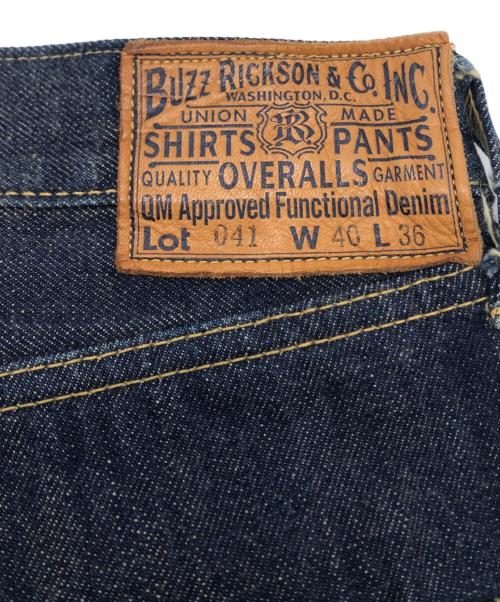 BUZZ RICKSON & CO. INC.
WASHINGTON, D.C.
UNION BR MADE
SHIRTS PANTS
QUALITY OVERALLS GARMENT
QM Approved Functional Denim
Lot 041 W 40 L 36